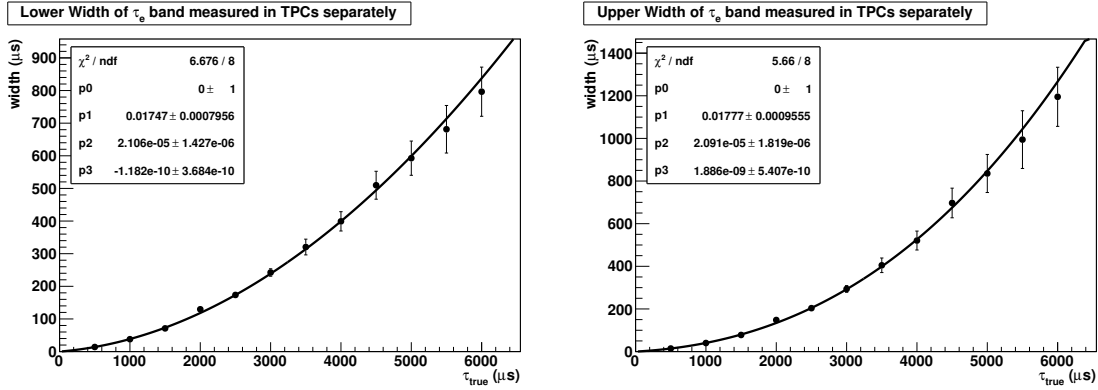 Lower Width of τe band measured in TPCs separately
width (μs)
900
800
700
600
500
400
300
200
100
0
χ² / ndf 6.676 / 8
p0 0 ± 1
p1 0.01747 ± 0.0007956
p2 2.106e-05 ± 1.427e-06
p3 -1.182e-10 ± 3.684e-10
0 1000 2000 3000 4000 5000 6000
τtrue (μs)
Upper Width of τe band measured in TPCs separately
width (μs)
1400
1200
1000
800
600
400
200
0
χ² / ndf 5.66 / 8
p0 0 ± 1
p1 0.01777 ± 0.0009555
p2 2.091e-05 ± 1.819e-06
p3 1.886e-09 ± 5.407e-10
0 1000 2000 3000 4000 5000 6000
τtrue (μs)